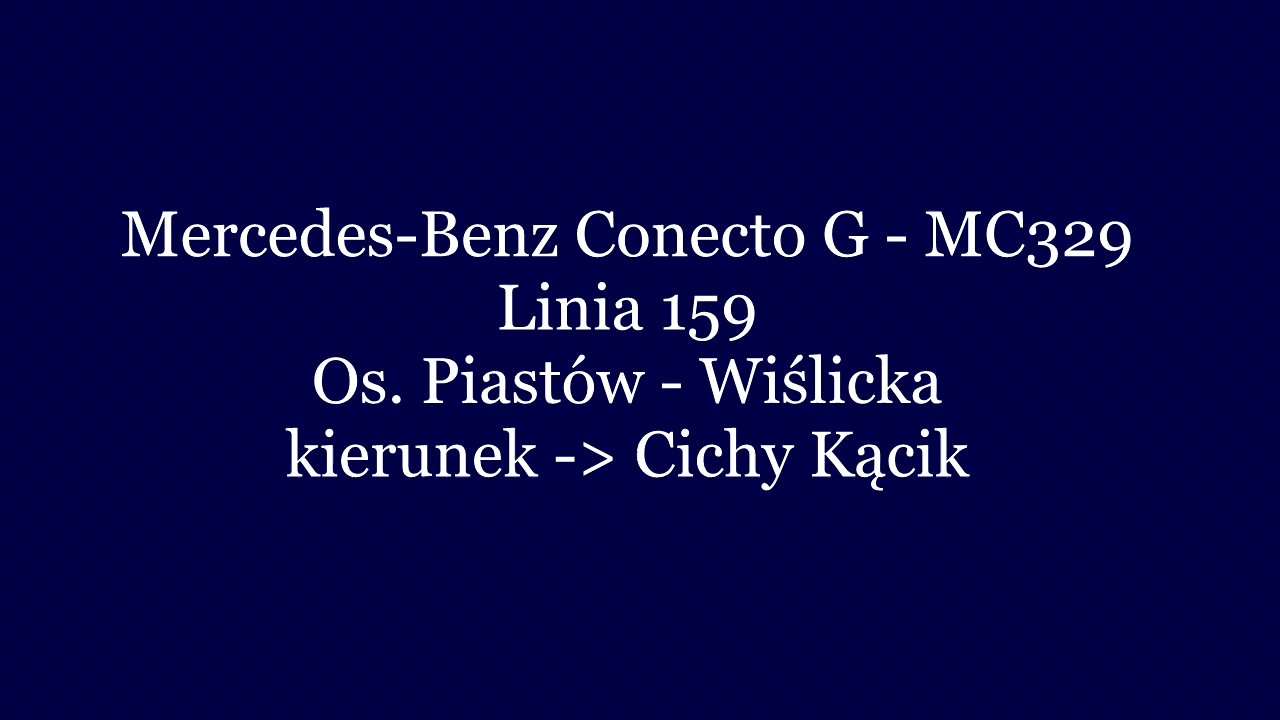 Mercedes-Benz Conecto G - MC329
Linia 159
Os. Piastów - Wiślicka
kierunek -> Cichy Kącik